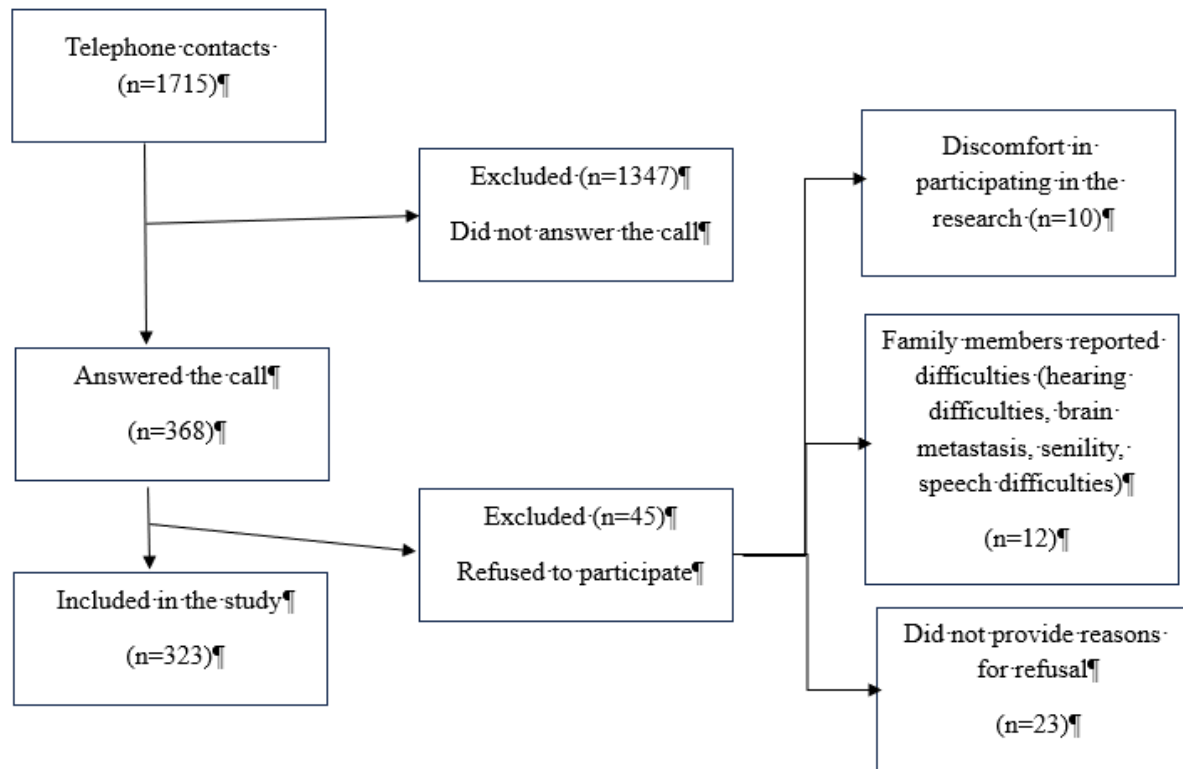 Telephone·contacts·
(n=1715)¶
Excluded·(n=1347)¶
Did·not·answer·the·call¶
Discomfort·in·
participating·in·the·
research·(n=10)¶
Answered·the·call¶
(n=368)¶
Family·members·reported·
difficulties·(hearing·
difficulties,·brain·
metastasis,·senility,·
speech·difficulties)¶
(n=12)¶
Excluded·(n=45)¶
Refused·to·participate¶
Included·in·the·study¶
(n=323)¶
Did·not·provide·reasons·
for·refusal¶
(n=23)¶